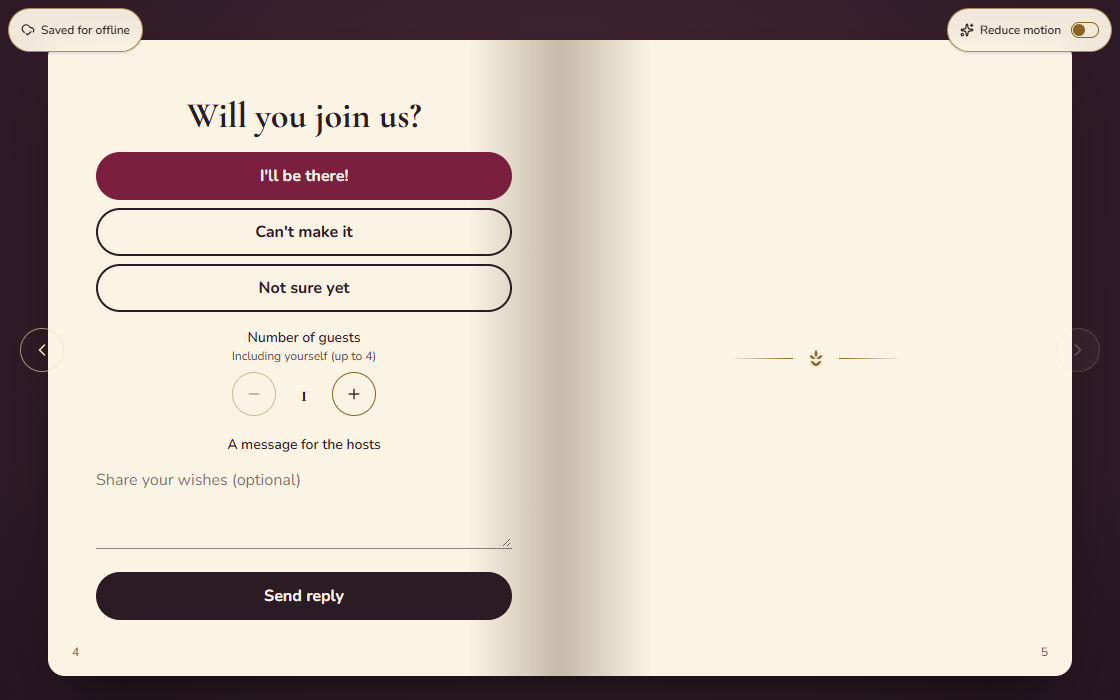 Saved for offline
Reduce motion
Will you join us?
I'll be there!
Can't make it
Not sure yet
Number of guests
Including yourself (up to 4)
1
A message for the hosts
Share your wishes (optional)
Send reply
4
5